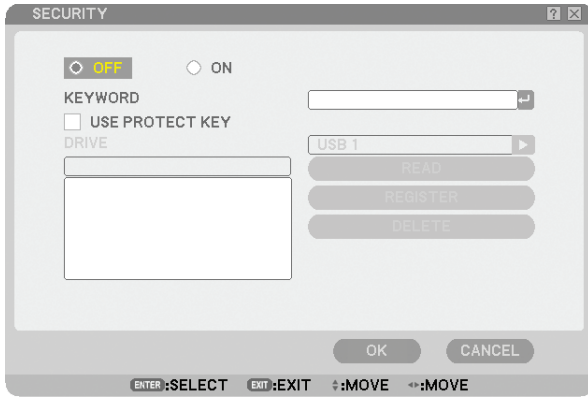 SECURITY
OFF ON
KEYWORD
USE PROTECT KEY
DRIVE USB 1
READ
REGISTER
DELETE
OK CANCEL
ENTER :SELECT EXIT :EXIT :MOVE :MOVE